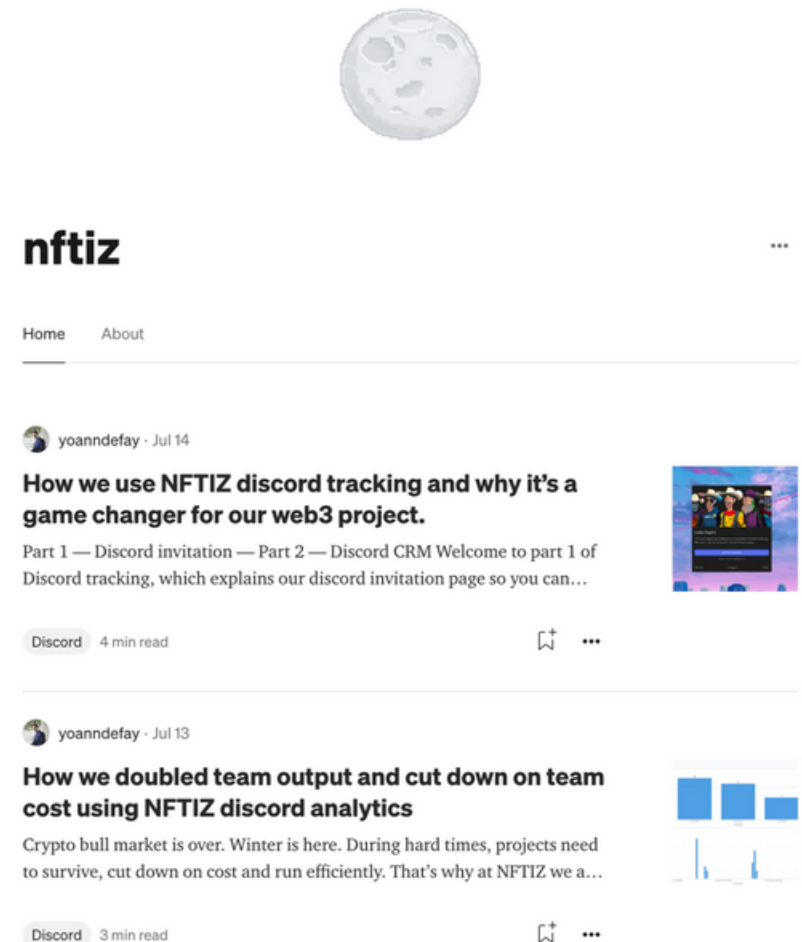 nftiz
Home About
yoanndefay · Jul 14
How we use NFTIZ discord tracking and why it’s a
game changer for our web3 project.
Part 1 — Discord invitation — Part 2 — Discord CRM Welcome to part 1 of
Discord tracking, which explains our discord invitation page so you can…
Discord 4 min read
yoanndefay · Jul 13
How we doubled team output and cut down on team
cost using NFTIZ discord analytics
Crypto bull market is over. Winter is here. During hard times, projects need
to survive, cut down on cost and run efficiently. That’s why at NFTIZ we a…
Discord 3 min read